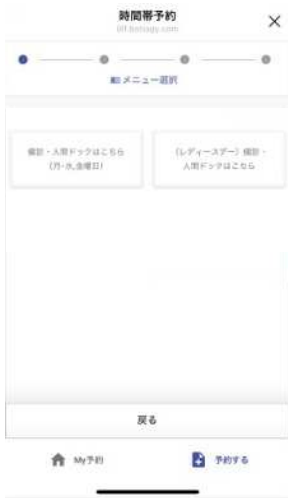 時間帯予約
メニュー選択
健診・人間ドックはこちら
(月-水,金曜日)
(レディースデー) 健診・
人間ドックはこちら
戻る
My予約
予約する